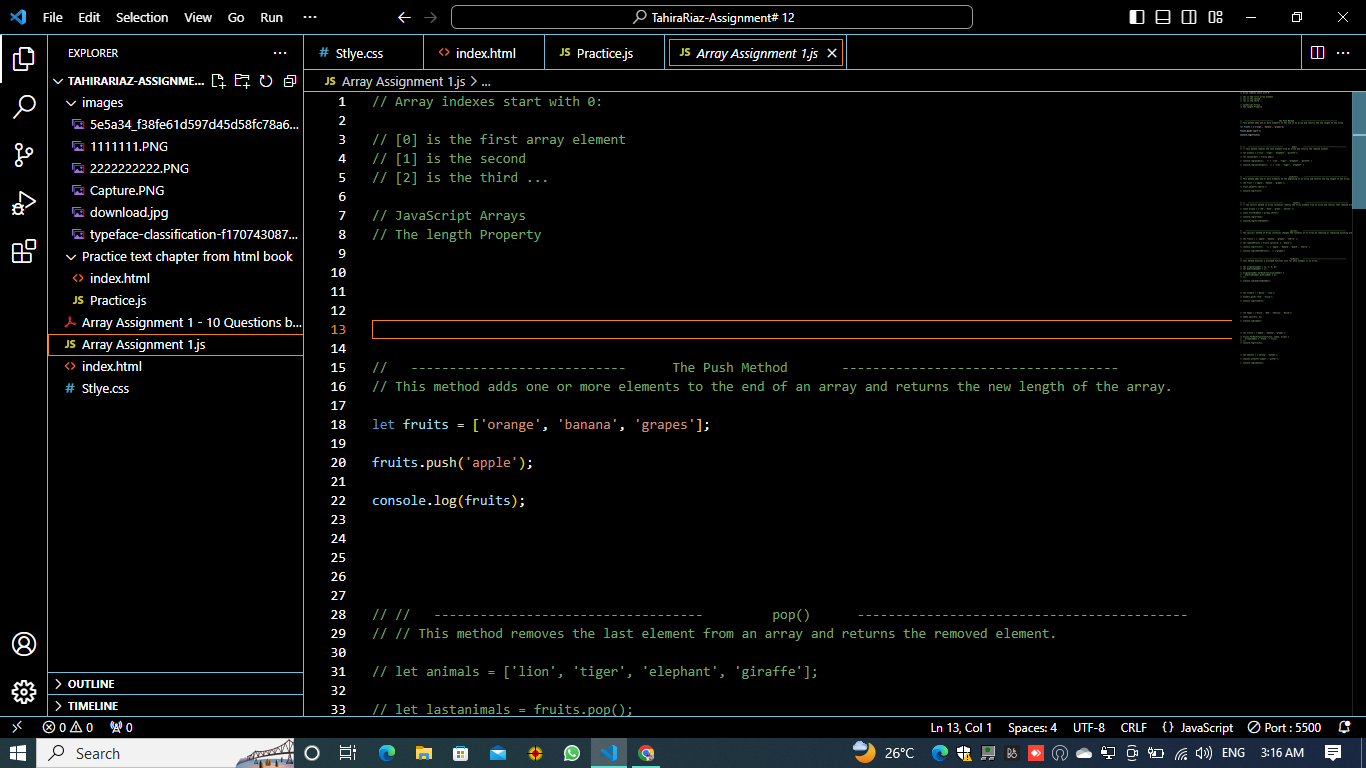 File Edit Selection View Go Run ···
TahiraRiaz-Assignment# 12
EXPLORER
TAHIRARIAZ-ASSIGNME...
images
5e5a34_f38fe61d597d45d58fc78a6...
1111111.PNG
2222222222.PNG
Capture.PNG
download.jpg
typeface-classification-f170743087...
Practice text chapter from html book
<> index.html
JS Practice.js
Array Assignment 1 - 10 Questions b...
JS Array Assignment 1.js
<> index.html
# Stlye.css
OUTLINE
TIMELINE
# Stlye.css
<> index.html
JS Practice.js
JS Array Assignment 1.js
JS Array Assignment 1.js > ...
1 // Array indexes start with 0:
2
3 // [0] is the first array element
4 // [1] is the second
5 // [2] is the third ...
6
7 // JavaScript Arrays
8 // The length Property
9
10
11
12
13
14
15 // ---------------------------- The Push Method ------------------------------------
16 // This method adds one or more elements to the end of an array and returns the new length of the array.
17
18 let fruits = ['orange', 'banana', 'grapes'];
19
20 fruits.push('apple');
21
22 console.log(fruits);
23
24
25
26
27
28 // // ----------------------------------- pop() -------------------------------------------
29 // // This method removes the last element from an array and returns the removed element.
30
31 // let animals = ['lion', 'tiger', 'elephant', 'giraffe'];
32
33 // let lastanimals = fruits.pop();
0 0 0
Ln 13, Col 1 Spaces: 4 UTF-8 CRLF {} JavaScript Port : 5500
Search
26°C
ENG
3:16 AM